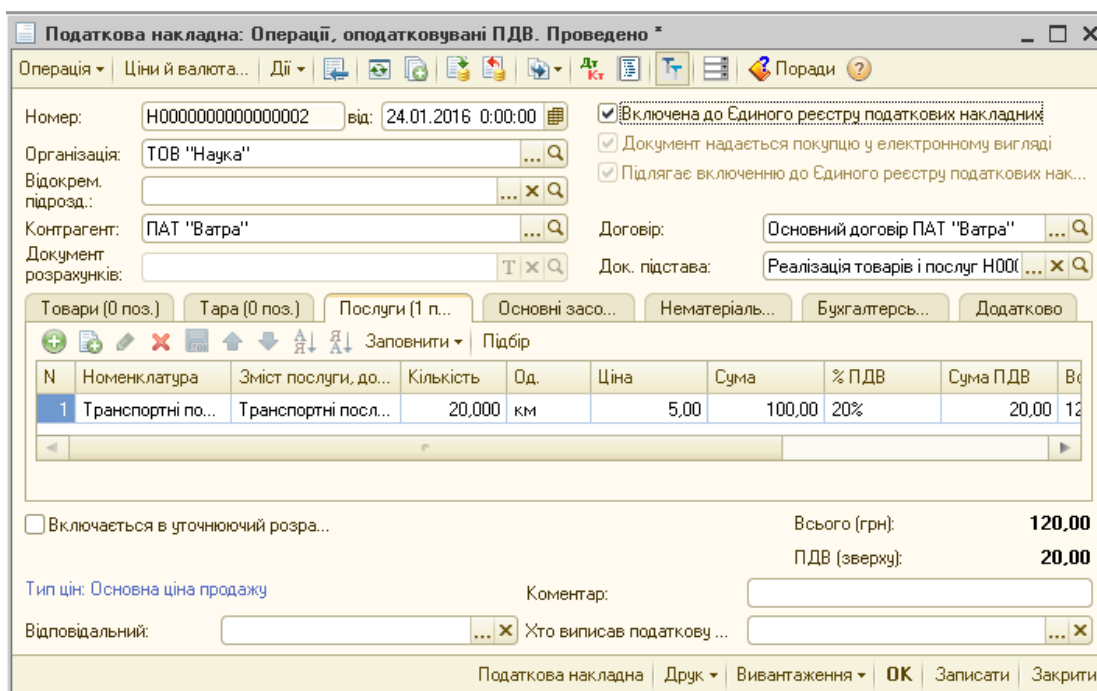 Податкова накладна: Операції, оподатковувані ПДВ. Проведено *
Операція Ціни й валюта... Дії Дт Кт Поради
Номер: Н0000000000000002 від: 24.01.2016 0:00:00 Включена до Єдиного реєстру податкових накладних
Організація: ТОВ "Наука" ... Документ надається покупцю у електронному вигляді
Відокрем. підрозд.: ... Підлягає включенню до Єдиного реєстру податкових нак...
Контрагент: ПАТ "Ватра" ... Договір: Основний договір ПАТ "Ватра" ...
Документ розрахунків: T Док. підстава: Реалізація товарів і послуг Н00( ...
Товари (0 поз.) Тара (0 поз.) Послуги (1 п... Основні засо... Нематеріаль... Бухгалтерсь... Додатково
Заповнити Підбір
N Номенклатура Зміст послуги, до... Кількість Од. Ціна Сума % ПДВ Сума ПДВ Вс
1 Транспортні по... Транспортні посл... 20,000 км 5,00 100,00 20% 20,00 12
Включається в уточнюючий розра... Всього (грн): 120,00
ПДВ (зверху): 20,00
Тип цін: Основна ціна продажу Коментар:
Відповідальний: ... Хто виписав податкову ... ...
Податкова накладна Друк Вивантаження OK Записати Закрити